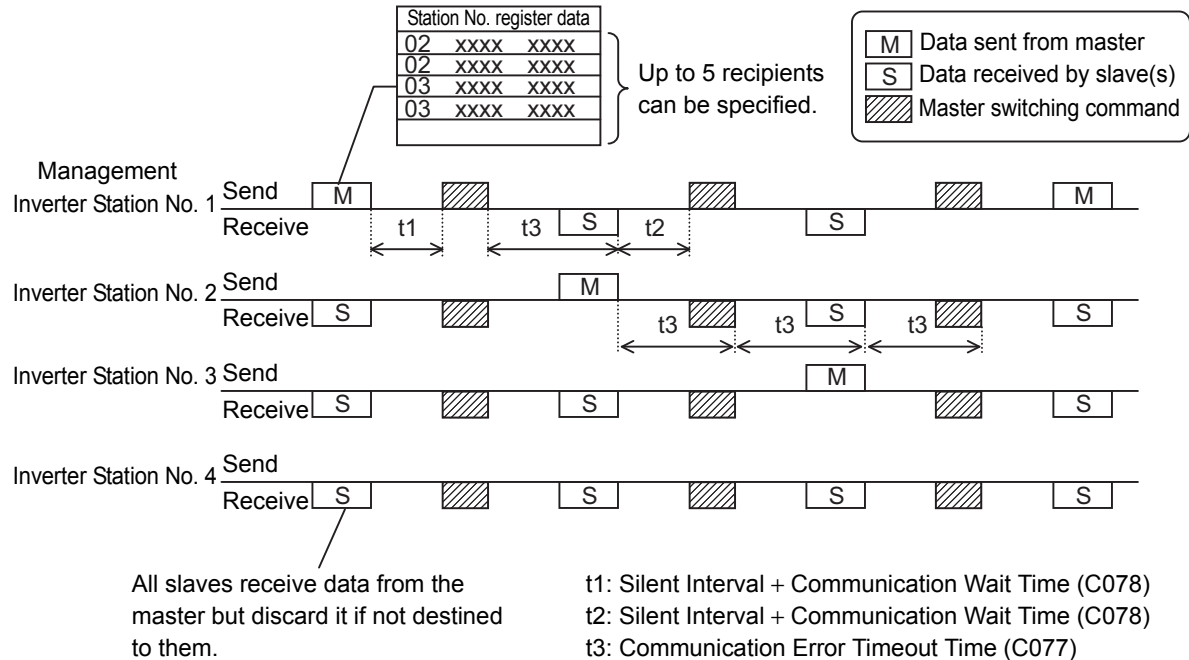 Station No. register data
02 xxxx xxxx
02 xxxx xxxx
03 xxxx xxxx
03 xxxx xxxx
Up to 5 recipients
can be specified.
M Data sent from master
S Data received by slave(s)
Master switching command
Management
Inverter Station No. 1
Send
M M
Receive
t1 t3 S t2 S
Inverter Station No. 2
Send
M
Receive
S S S
t3 t3 t3
Inverter Station No. 3
Send
M
Receive
S S S
Inverter Station No. 4
Send
Receive
S S S S
All slaves receive data from the
master but discard it if not destined
to them.
t1: Silent Interval + Communication Wait Time (C078)
t2: Silent Interval + Communication Wait Time (C078)
t3: Communication Error Timeout Time (C077)